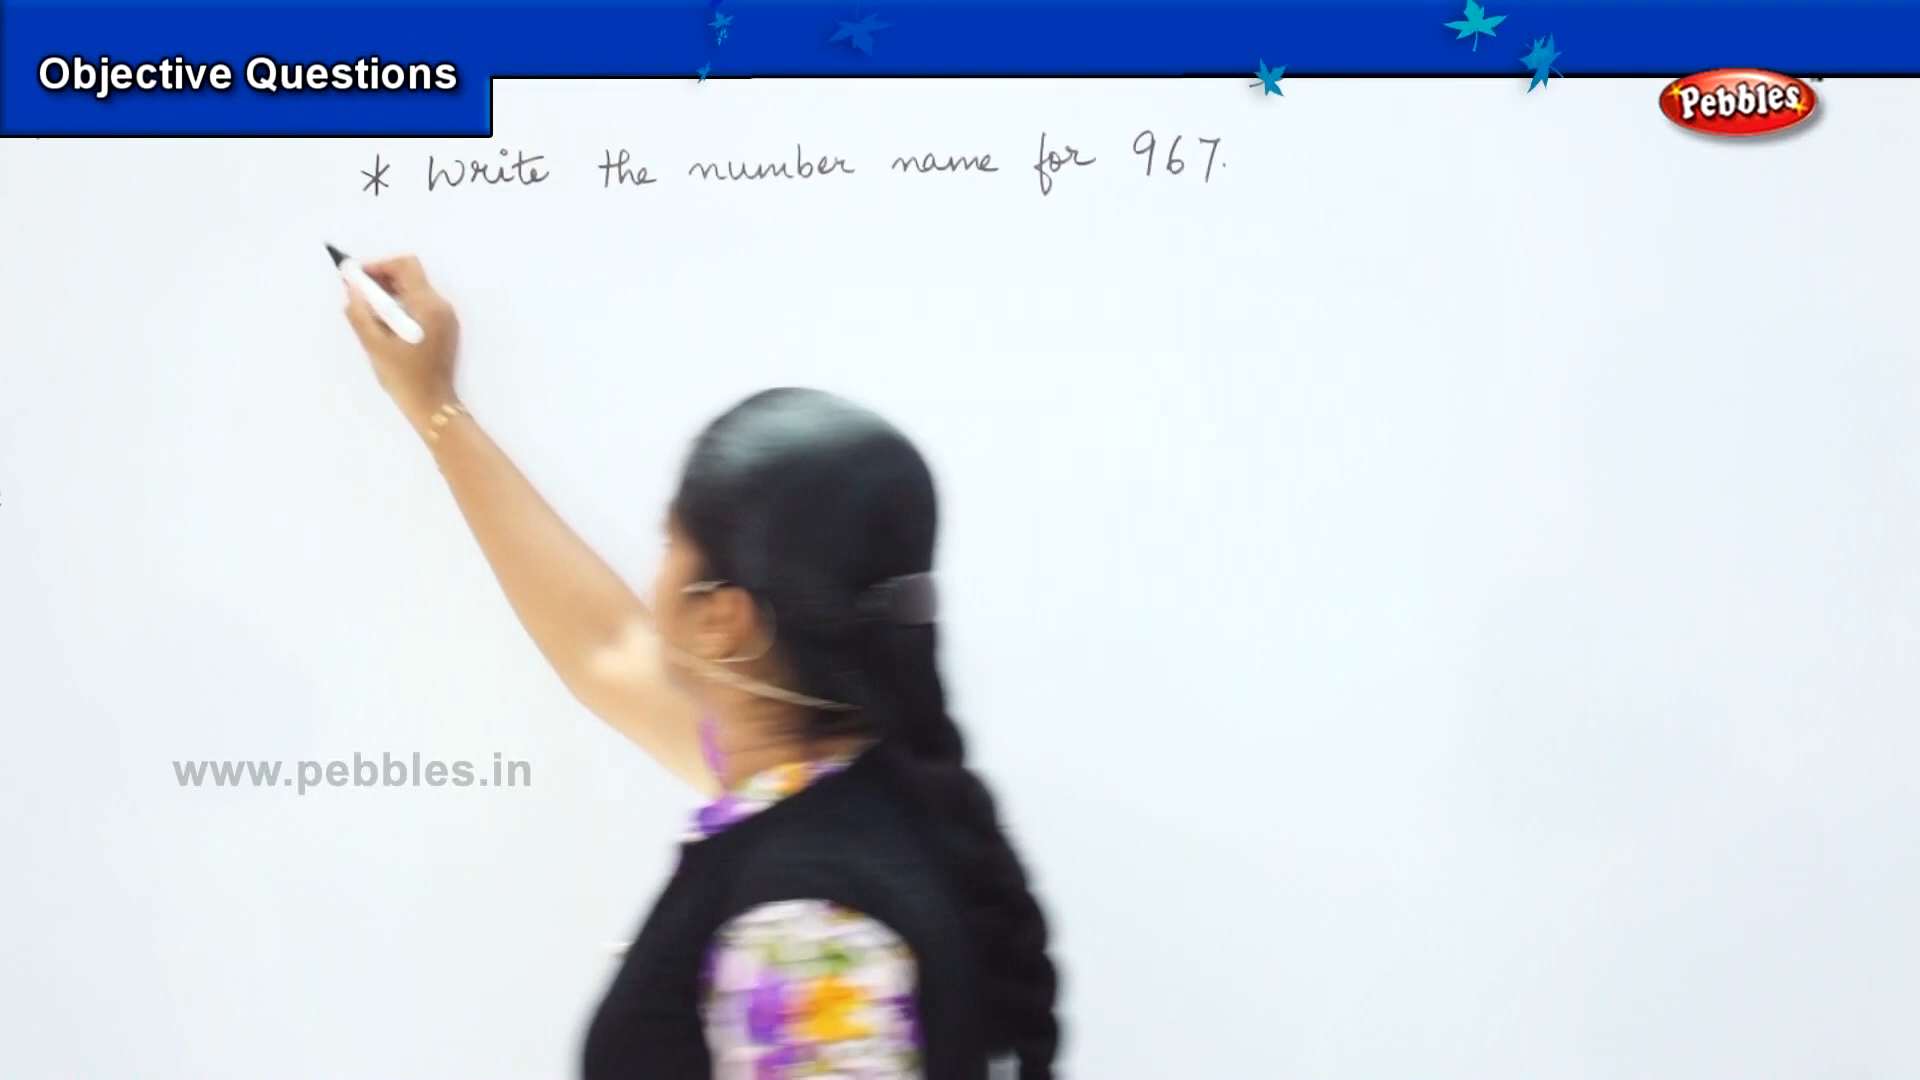 Objective Questions
Pebbles
* Write the number name for 967.
www.pebbles.in